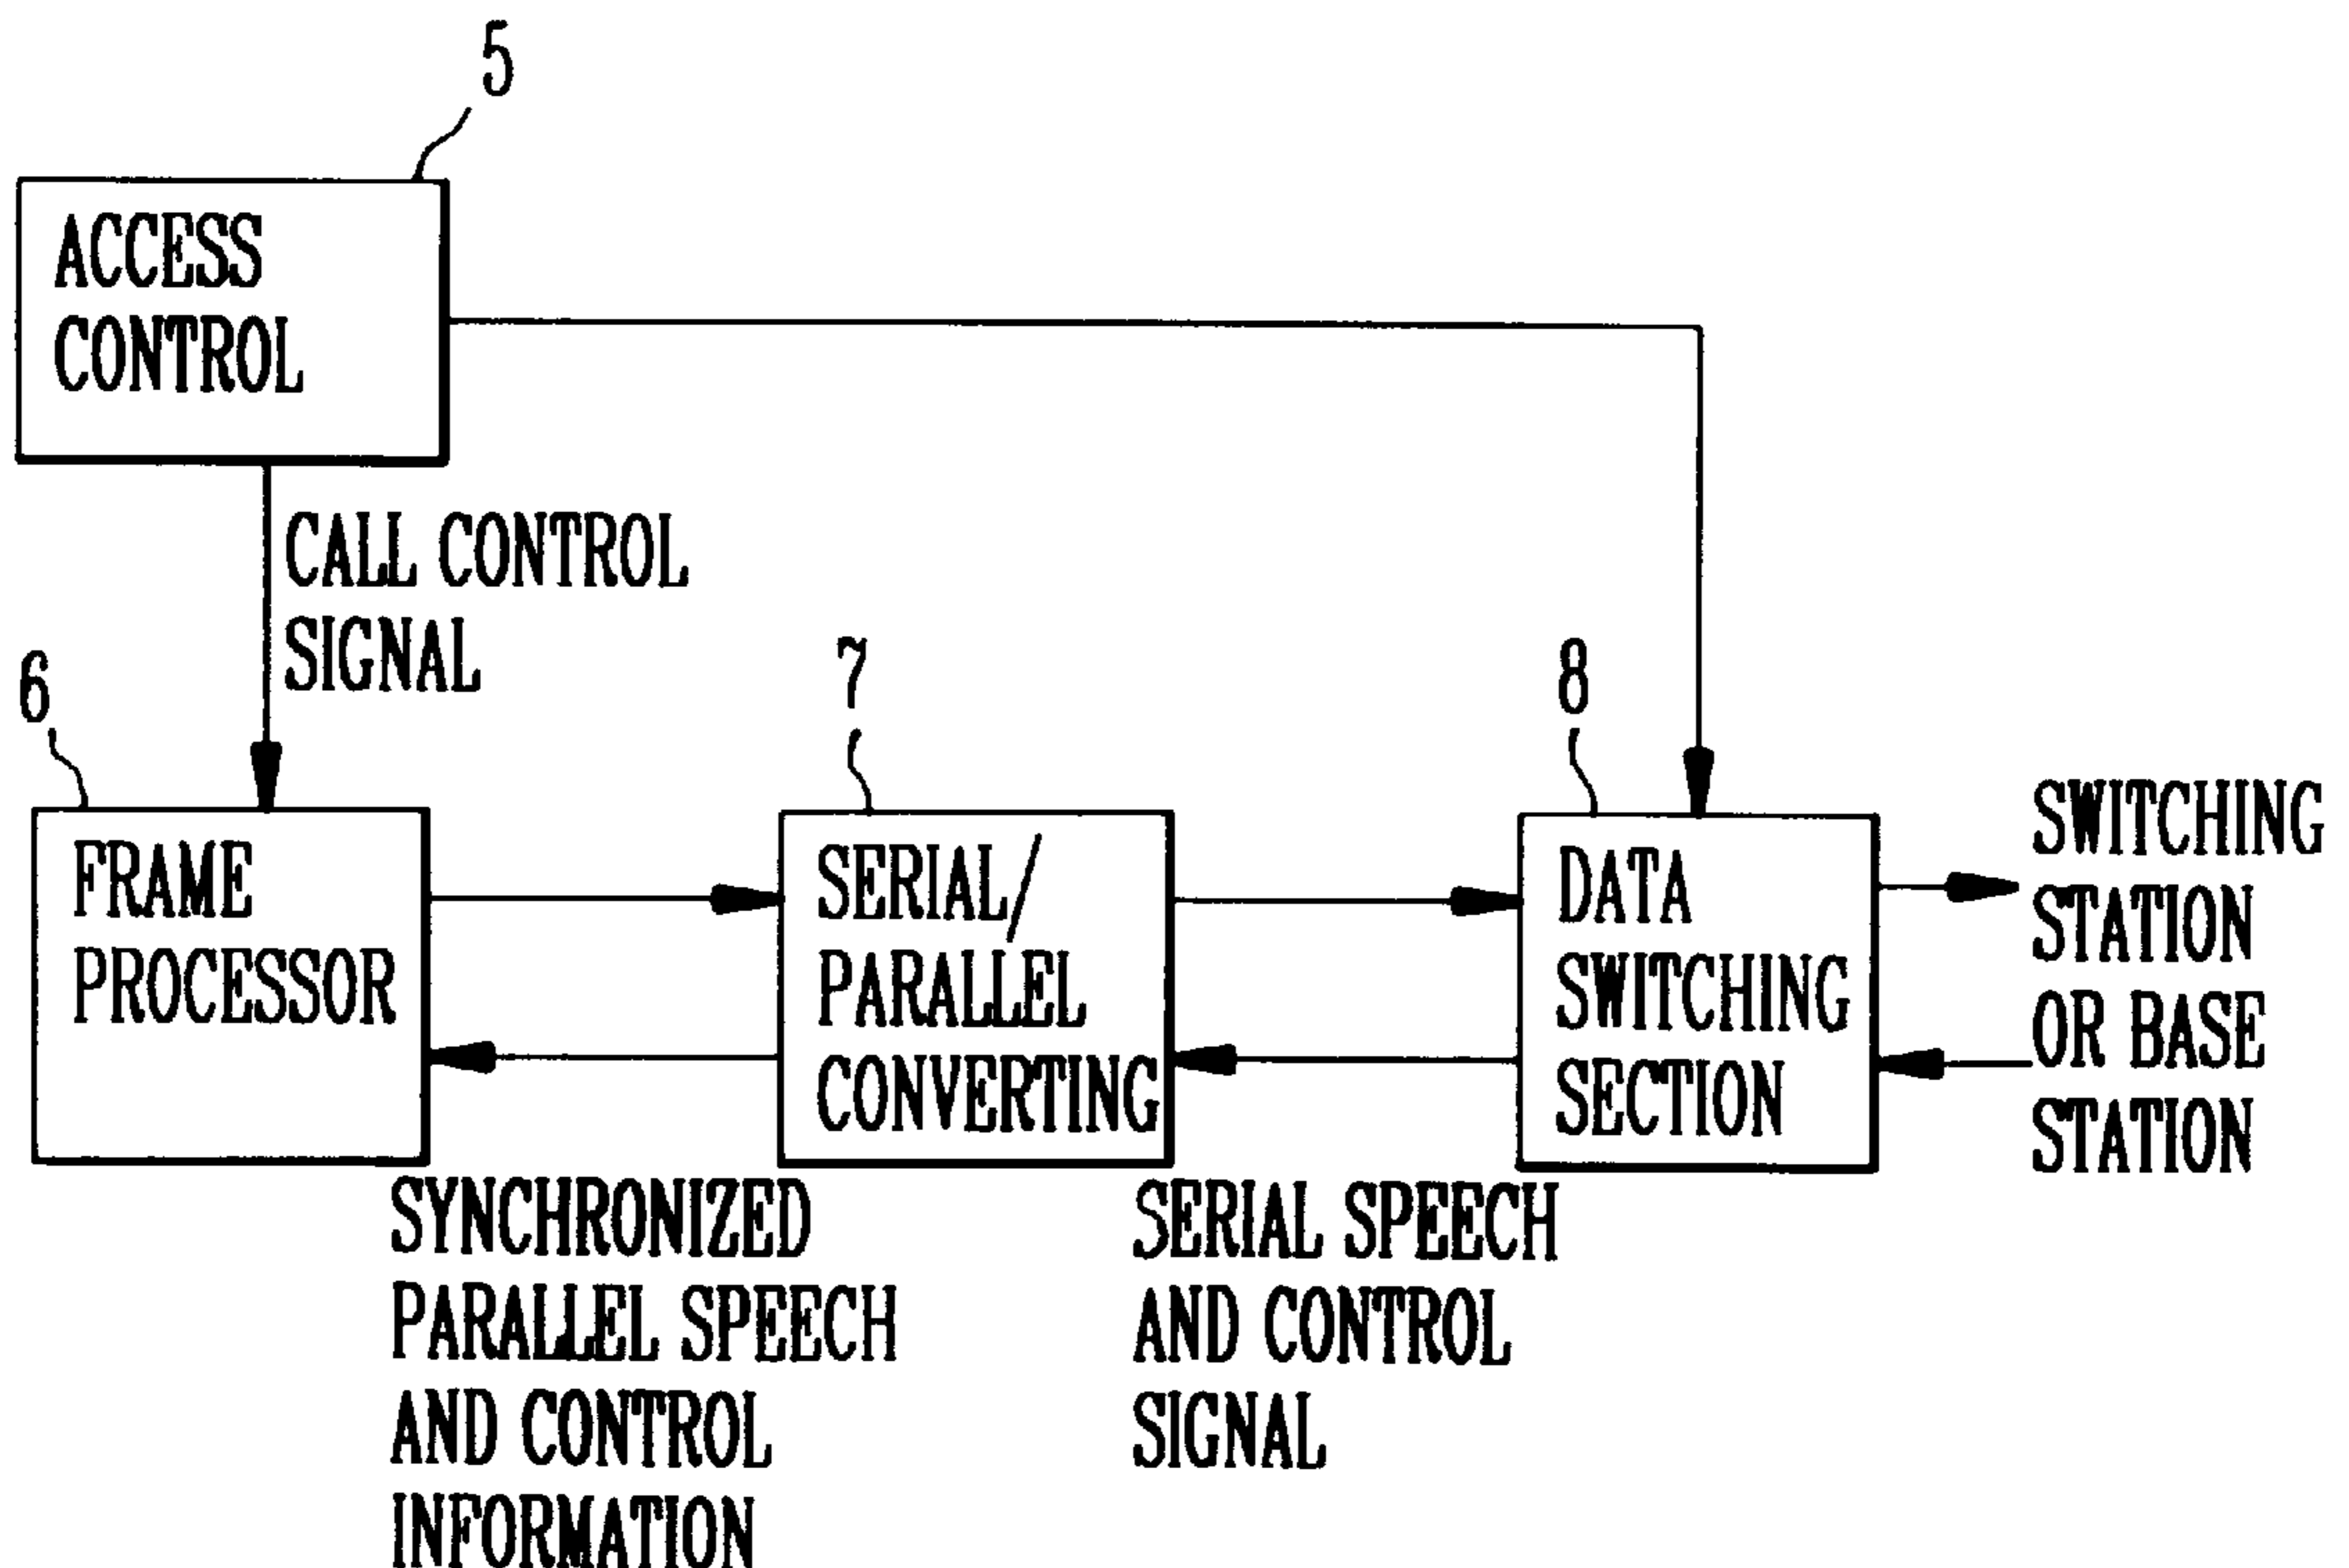 5
ACCESS
CONTROL
CALL CONTROL
SIGNAL
6
7
8
FRAME
PROCESSOR
SERIAL/
PARALLEL
CONVERTING
DATA
SWITCHING
SECTION
SWITCHING
STATION
OR BASE
STATION
SYNCHRONIZED
PARALLEL SPEECH
AND CONTROL
INFORMATION
SERIAL SPEECH
AND CONTROL
SIGNAL